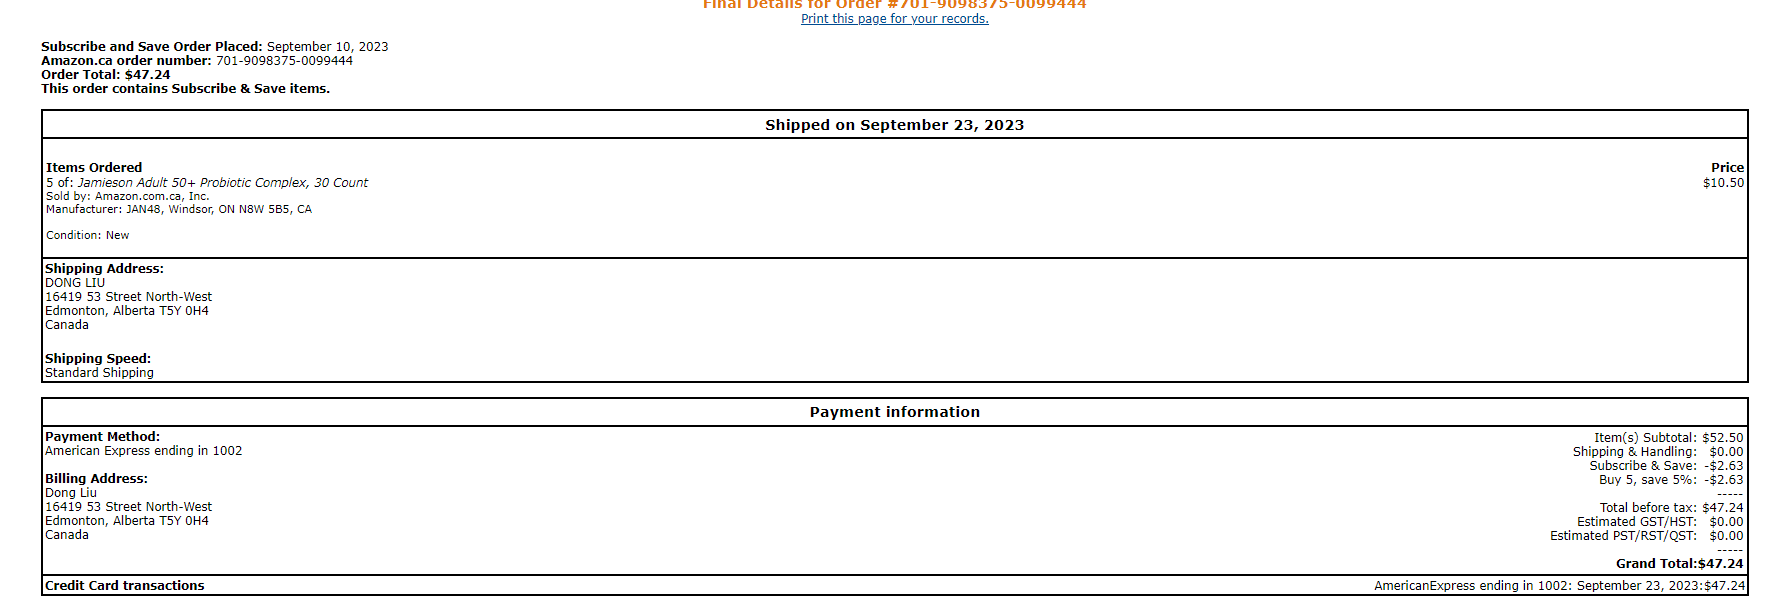 Final Details for Order #701-9098375-0099444
Print this page for your records.
Subscribe and Save Order Placed: September 10, 2023
Amazon.ca order number: 701-9098375-0099444
Order Total: $47.24
This order contains Subscribe & Save items.
Shipped on September 23, 2023
Items Ordered Price
5 of: Jamieson Adult 50+ Probiotic Complex, 30 Count $10.50
Sold by: Amazon.com.ca, Inc.
Manufacturer: JAN48, Windsor, ON N8W 5B5, CA
Condition: New
Shipping Address:
DONG LIU
16419 53 Street North-West
Edmonton, Alberta T5Y 0H4
Canada
Shipping Speed:
Standard Shipping
Payment information
Payment Method:
American Express ending in 1002
Billing Address:
Dong Liu
16419 53 Street North-West
Edmonton, Alberta T5Y 0H4
Canada
Item(s) Subtotal: $52.50
Shipping & Handling: $0.00
Subscribe & Save: -$2.63
Buy 5, save 5%: -$2.63
-----
Total before tax: $47.24
Estimated GST/HST: $0.00
Estimated PST/RST/QST: $0.00
-----
Grand Total:$47.24
Credit Card transactions AmericanExpress ending in 1002: September 23, 2023:$47.24